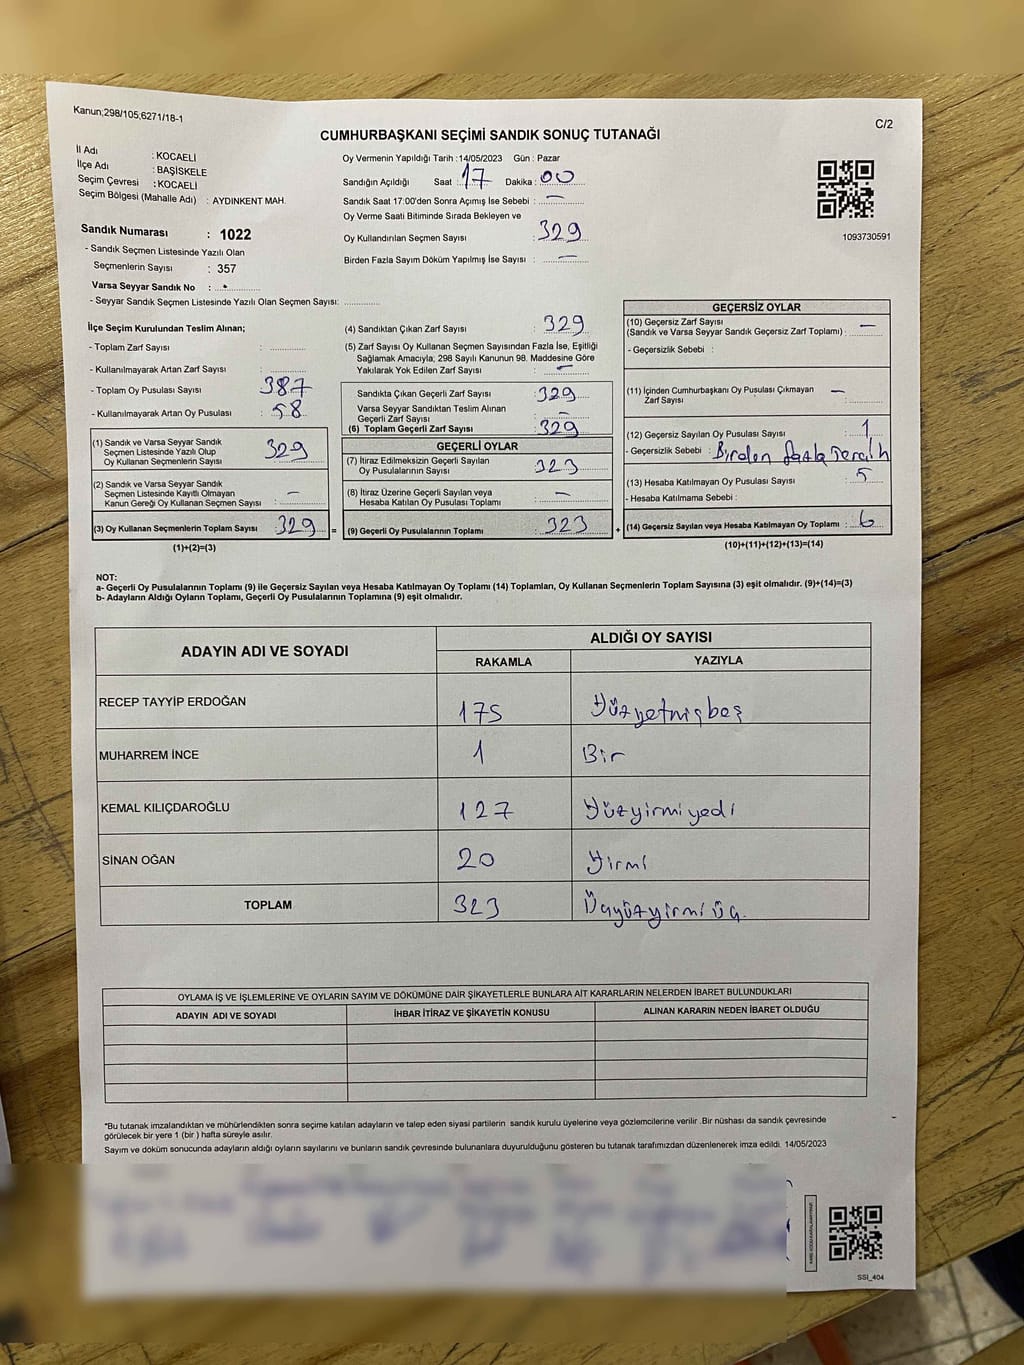 Kanun;298/105;6271/18-1
C/2
CUMHURBAŞKANI SEÇİMİ SANDIK SONUÇ TUTANAĞI
İl Adı : KOCAELİ
İlçe Adı : BAŞİSKELE
Seçim Çevresi : KOCAELİ
Seçim Bölgesi (Mahalle Adı) : AYDINKENT MAH.
Sandık Numarası : 1022
- Sandık Seçmen Listesinde Yazılı Olan
Seçmenlerin Sayısı : 357
Varsa Seyyar Sandık No :
- Seyyar Sandık Seçmen Listesinde Yazılı Olan Seçmen Sayısı:
Oy Vermenin Yapıldığı Tarih :14/05/2023 Gün : Pazar
Sandığın Açıldığı Saat : 17 Dakika : 00
Sandık Saat 17:00'den Sonra Açımış İse Sebebi : —
Oy Verme Saati Bitiminde Sırada Bekleyen ve
Oy Kullandırılan Seçmen Sayısı : 329
Birden Fazla Sayım Döküm Yapılmış İse Sayısı : —
1093730591
İlçe Seçim Kurulundan Teslim Alınan;
- Toplam Zarf Sayısı :
- Kullanılmayarak Artan Zarf Sayısı :
- Toplam Oy Pusulası Sayısı : 387
- Kullanılmayarak Artan Oy Pusulası : 58
(1) Sandık ve Varsa Seyyar Sandık
Seçmen Listesinde Yazılı Olup
Oy Kullanan Seçmenlerin Sayısı : 329
(2) Sandık ve Varsa Seyyar Sandık
Seçmen Listesinde Kayıtlı Olmayan
Kanun Gereği Oy Kullanan Seçmen Sayısı : —
(3) Oy Kullanan Seçmenlerin Toplam Sayısı : 329 =
(1)+(2)=(3)
(4) Sandıktan Çıkan Zarf Sayısı : 329
(5) Zarf Sayısı Oy Kullanan Seçmen Sayısından Fazla İse, Eşitliği
Sağlamak Amacıyla; 298 Sayılı Kanunun 98. Maddesine Göre
Yakılarak Yok Edilen Zarf Sayısı : —
Sandıkta Çıkan Geçerli Zarf Sayısı : 329
Varsa Seyyar Sandıktan Teslim Alınan
Geçerli Zarf Sayısı : —
(6) Toplam Geçerli Zarf Sayısı : 329
GEÇERLİ OYLAR
(7) İtiraz Edilmeksizin Geçerli Sayılan
Oy Pusulalarının Sayısı : 323
(8) İtiraz Üzerine Geçerli Sayılan veya
Hesaba Katılan Oy Pusulası Toplamı : —
(9) Geçerli Oy Pusulalarının Toplamı : 323 +
GEÇERSİZ OYLAR
(10) Geçersiz Zarf Sayısı
(Sandık ve Varsa Seyyar Sandık Geçersiz Zarf Toplamı) : —
- Geçersizlik Sebebi :
(11) İçinden Cumhurbaşkanı Oy Pusulası Çıkmayan
Zarf Sayısı : —
(12) Geçersiz Sayılan Oy Pusulası Sayısı : 1
- Geçersizlik Sebebi : Birden fazla Tercih
(13) Hesaba Katılmayan Oy Pusulası Sayısı : 5
- Hesaba Katılmama Sebebi :
(14) Geçersiz Sayılan veya Hesaba Katılmayan Oy Toplamı : 6
(10)+(11)+(12)+(13)=(14)
NOT:
a- Geçerli Oy Pusulalarının Toplamı (9) ile Geçersiz Sayılan veya Hesaba Katılmayan Oy Toplamı (14) Toplamları, Oy Kullanan Seçmenlerin Toplam Sayısına (3) eşit olmalıdır. (9)+(14)=(3)
b- Adayların Aldığı Oyların Toplamı, Geçerli Oy Pusulalarının Toplamına (9) eşit olmalıdır.
ADAYIN ADI VE SOYADI
ALDIĞI OY SAYISI
RAKAMLA YAZIYLA
RECEP TAYYİP ERDOĞAN 175 Yüzyetmişbeş
MUHARREM İNCE 1 Bir
KEMAL KILIÇDAROĞLU 127 Yüzyirmiyedi
SİNAN OĞAN 20 Yirmi
TOPLAM 323 Üçyüzyirmiüç.
OYLAMA İŞ VE İŞLEMLERİNE VE OYLARIN SAYIM VE DÖKÜMÜNE DAİR ŞİKAYETLERLE BUNLARA AİT KARARLARIN NELERDEN İBARET BULUNDUKLARI
ADAYIN ADI VE SOYADI İHBAR İTİRAZ VE ŞİKAYETİN KONUSU ALINAN KARARIN NEDEN İBARET OLDUĞU
*Bu tutanak imzalandıktan ve mühürlendikten sonra seçime katılan adayların ve talep eden siyasi partilerin sandık kurulu üyelerine veya gözlemcilerine verilir .Bir nüshası da sandık çevresinde
görülecek bir yere 1 (bir ) hafta süreyle asılır.
Sayım ve döküm sonucunda adayların aldığı oyların sayılarını ve bunların sandık çevresinde bulunanlara duyurulduğunu gösteren bu tutanak tarafımızdan düzenlenerek imza edildi. 14/05/2023
SSI_404